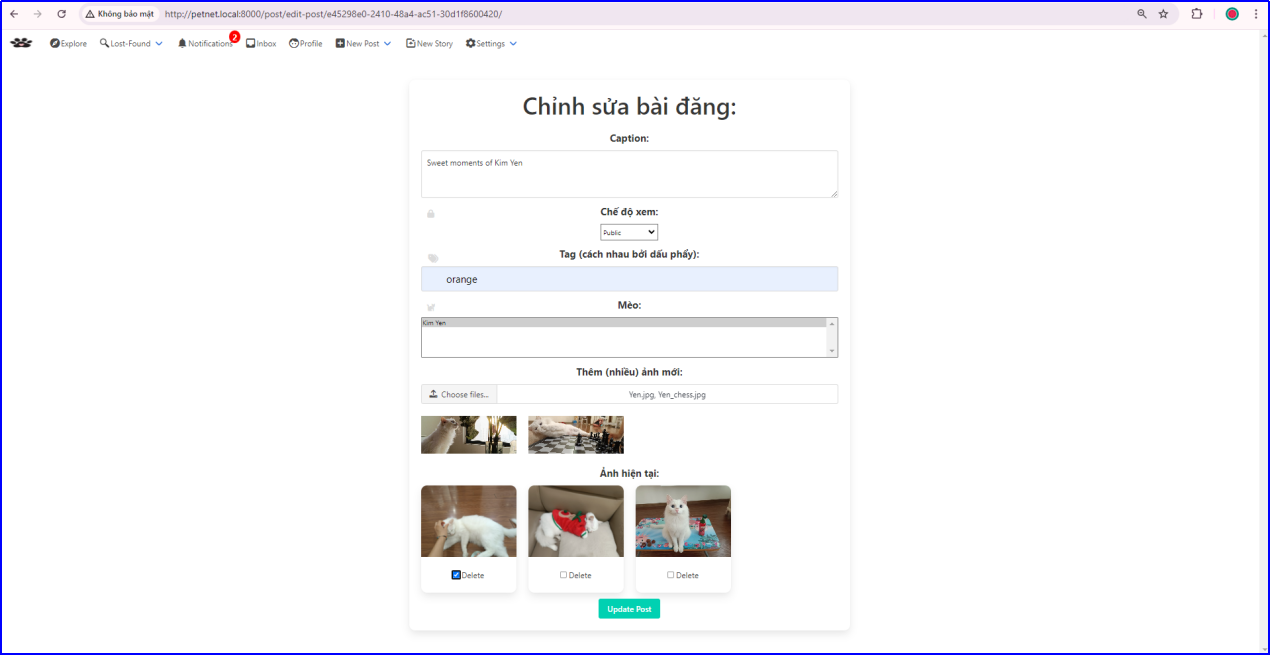 Không bảo mật http://petnet.local:8000/post/edit-post/e45298e0-2410-48a4-ac51-30d1f8600420/
Explore Lost-Found Notifications 2 Inbox Profile New Post New Story Settings
Chỉnh sửa bài đăng:
Caption:
Sweet moments of Kim Yen
Chế độ xem:
Public
Tag (cách nhau bởi dấu phẩy):
orange
Mèo:
Kim Yen
Thêm (nhiều) ảnh mới:
Choose files... Yen.jpg, Yen_chess.jpg
Ảnh hiện tại:
Delete Delete Delete
Update Post